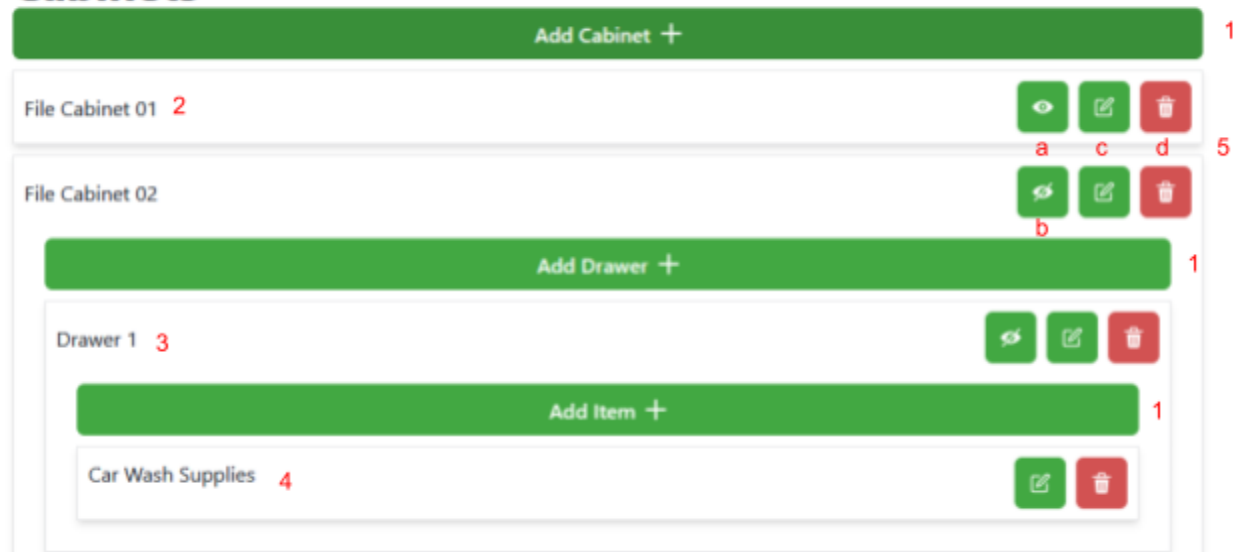 Add Cabinet + 1
File Cabinet 01 2
a c d 5
File Cabinet 02
b
Add Drawer + 1
Drawer 1 3
Add Item + 1
Car Wash Supplies 4